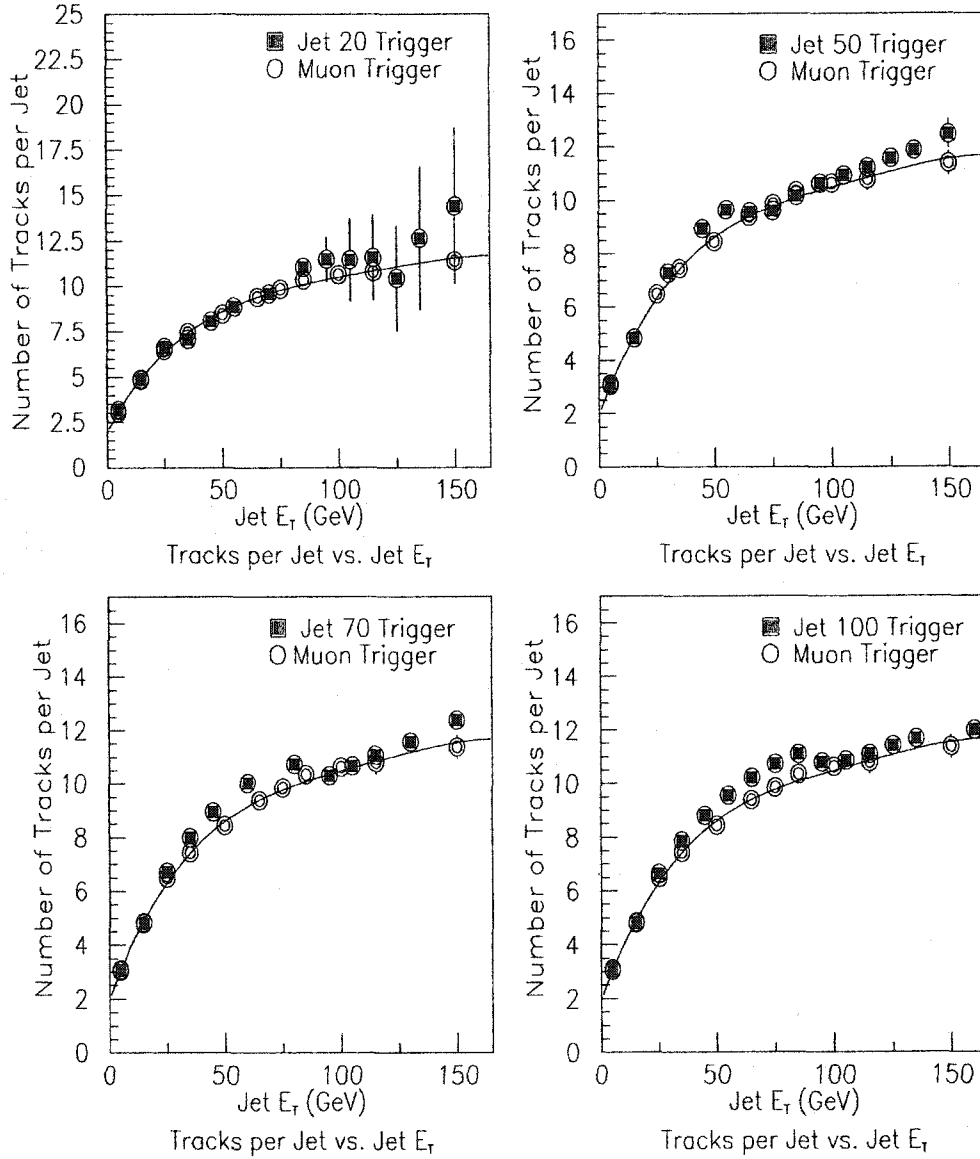 25
22.5
20
17.5
15
12.5
10
7.5
5
2.5
0
Number of Tracks per Jet
Jet 20 Trigger
Muon Trigger
0 50 100 150
Jet E_T (GeV)
Tracks per Jet vs. Jet E_T
16
14
12
10
8
6
4
2
0
Number of Tracks per Jet
Jet 50 Trigger
Muon Trigger
0 50 100 150
Jet E_T (GeV)
Tracks per Jet vs. Jet E_T
16
14
12
10
8
6
4
2
0
Number of Tracks per Jet
Jet 70 Trigger
Muon Trigger
0 50 100 150
Jet E_T (GeV)
Tracks per Jet vs. Jet E_T
16
14
12
10
8
6
4
2
0
Number of Tracks per Jet
Jet 100 Trigger
Muon Trigger
0 50 100 150
Jet E_T (GeV)
Tracks per Jet vs. Jet E_T